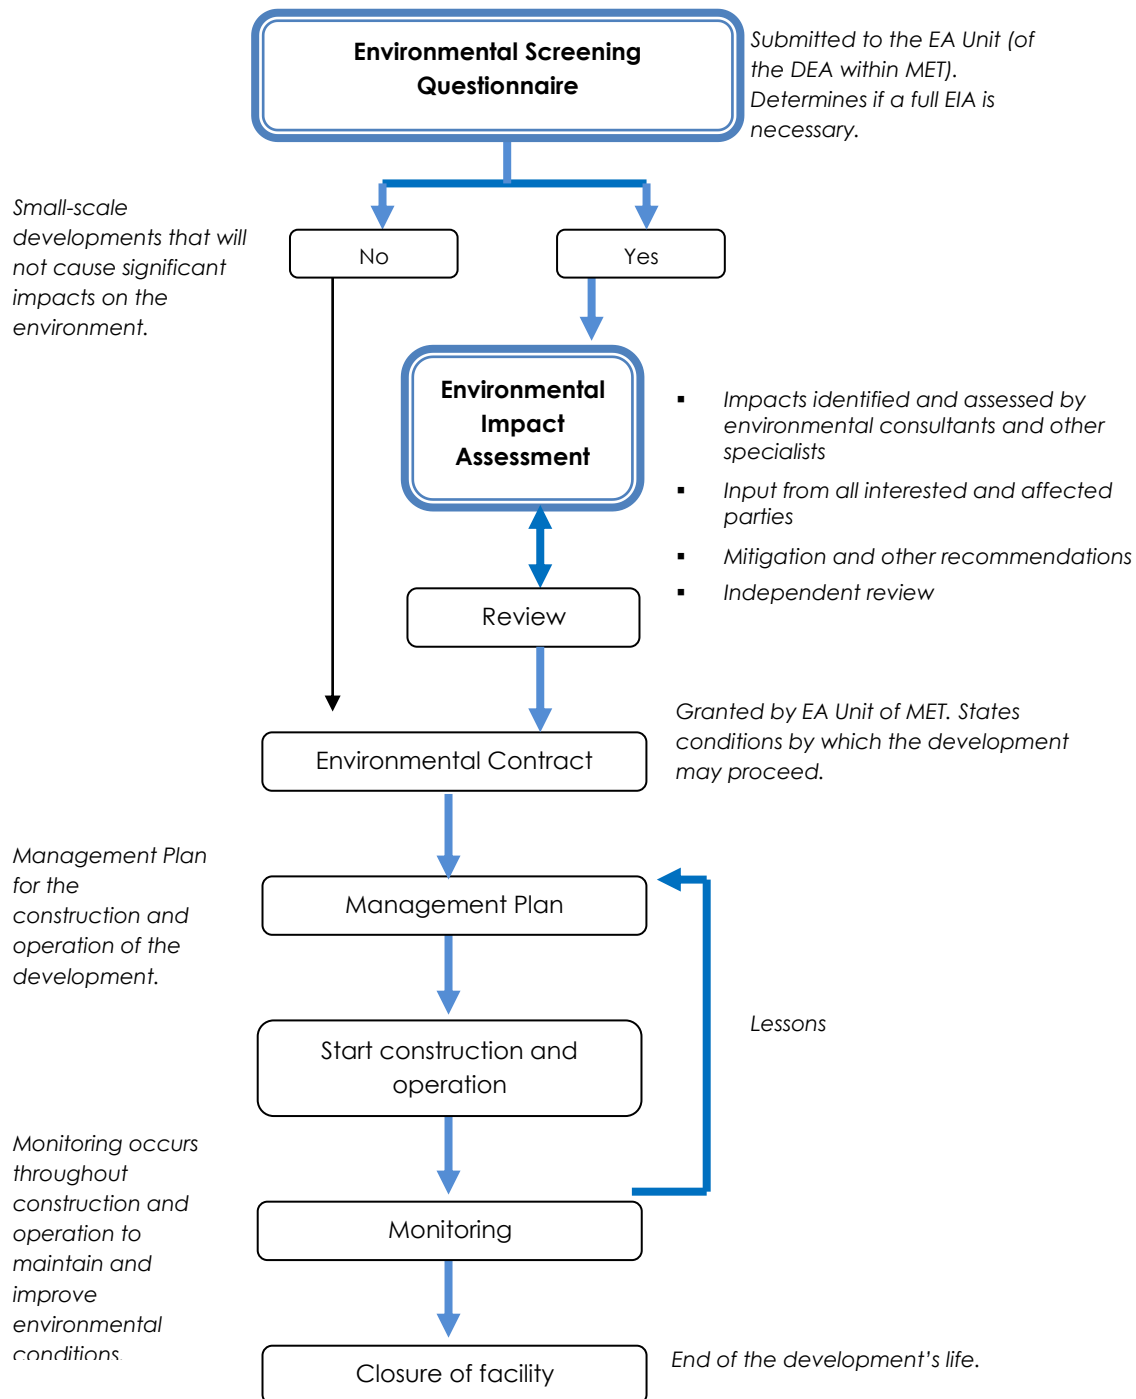 Environmental Screening
Questionnaire
Submitted to the EA Unit (of
the DEA within MET).
Determines if a full EIA is
necessary.
Small-scale
developments that will
not cause significant
impacts on the
environment.
No
Yes
Environmental
Impact
Assessment
▪ Impacts identified and assessed by
environmental consultants and other
specialists
▪ Input from all interested and affected
parties
▪ Mitigation and other recommendations
▪ Independent review
Review
Granted by EA Unit of MET. States
conditions by which the development
may proceed.
Environmental Contract
Management Plan
for the
construction and
operation of the
development.
Management Plan
Lessons
Start construction and
operation
Monitoring occurs
throughout
construction and
operation to
maintain and
improve
environmental
conditions.
Monitoring
Closure of facility
End of the development’s life.